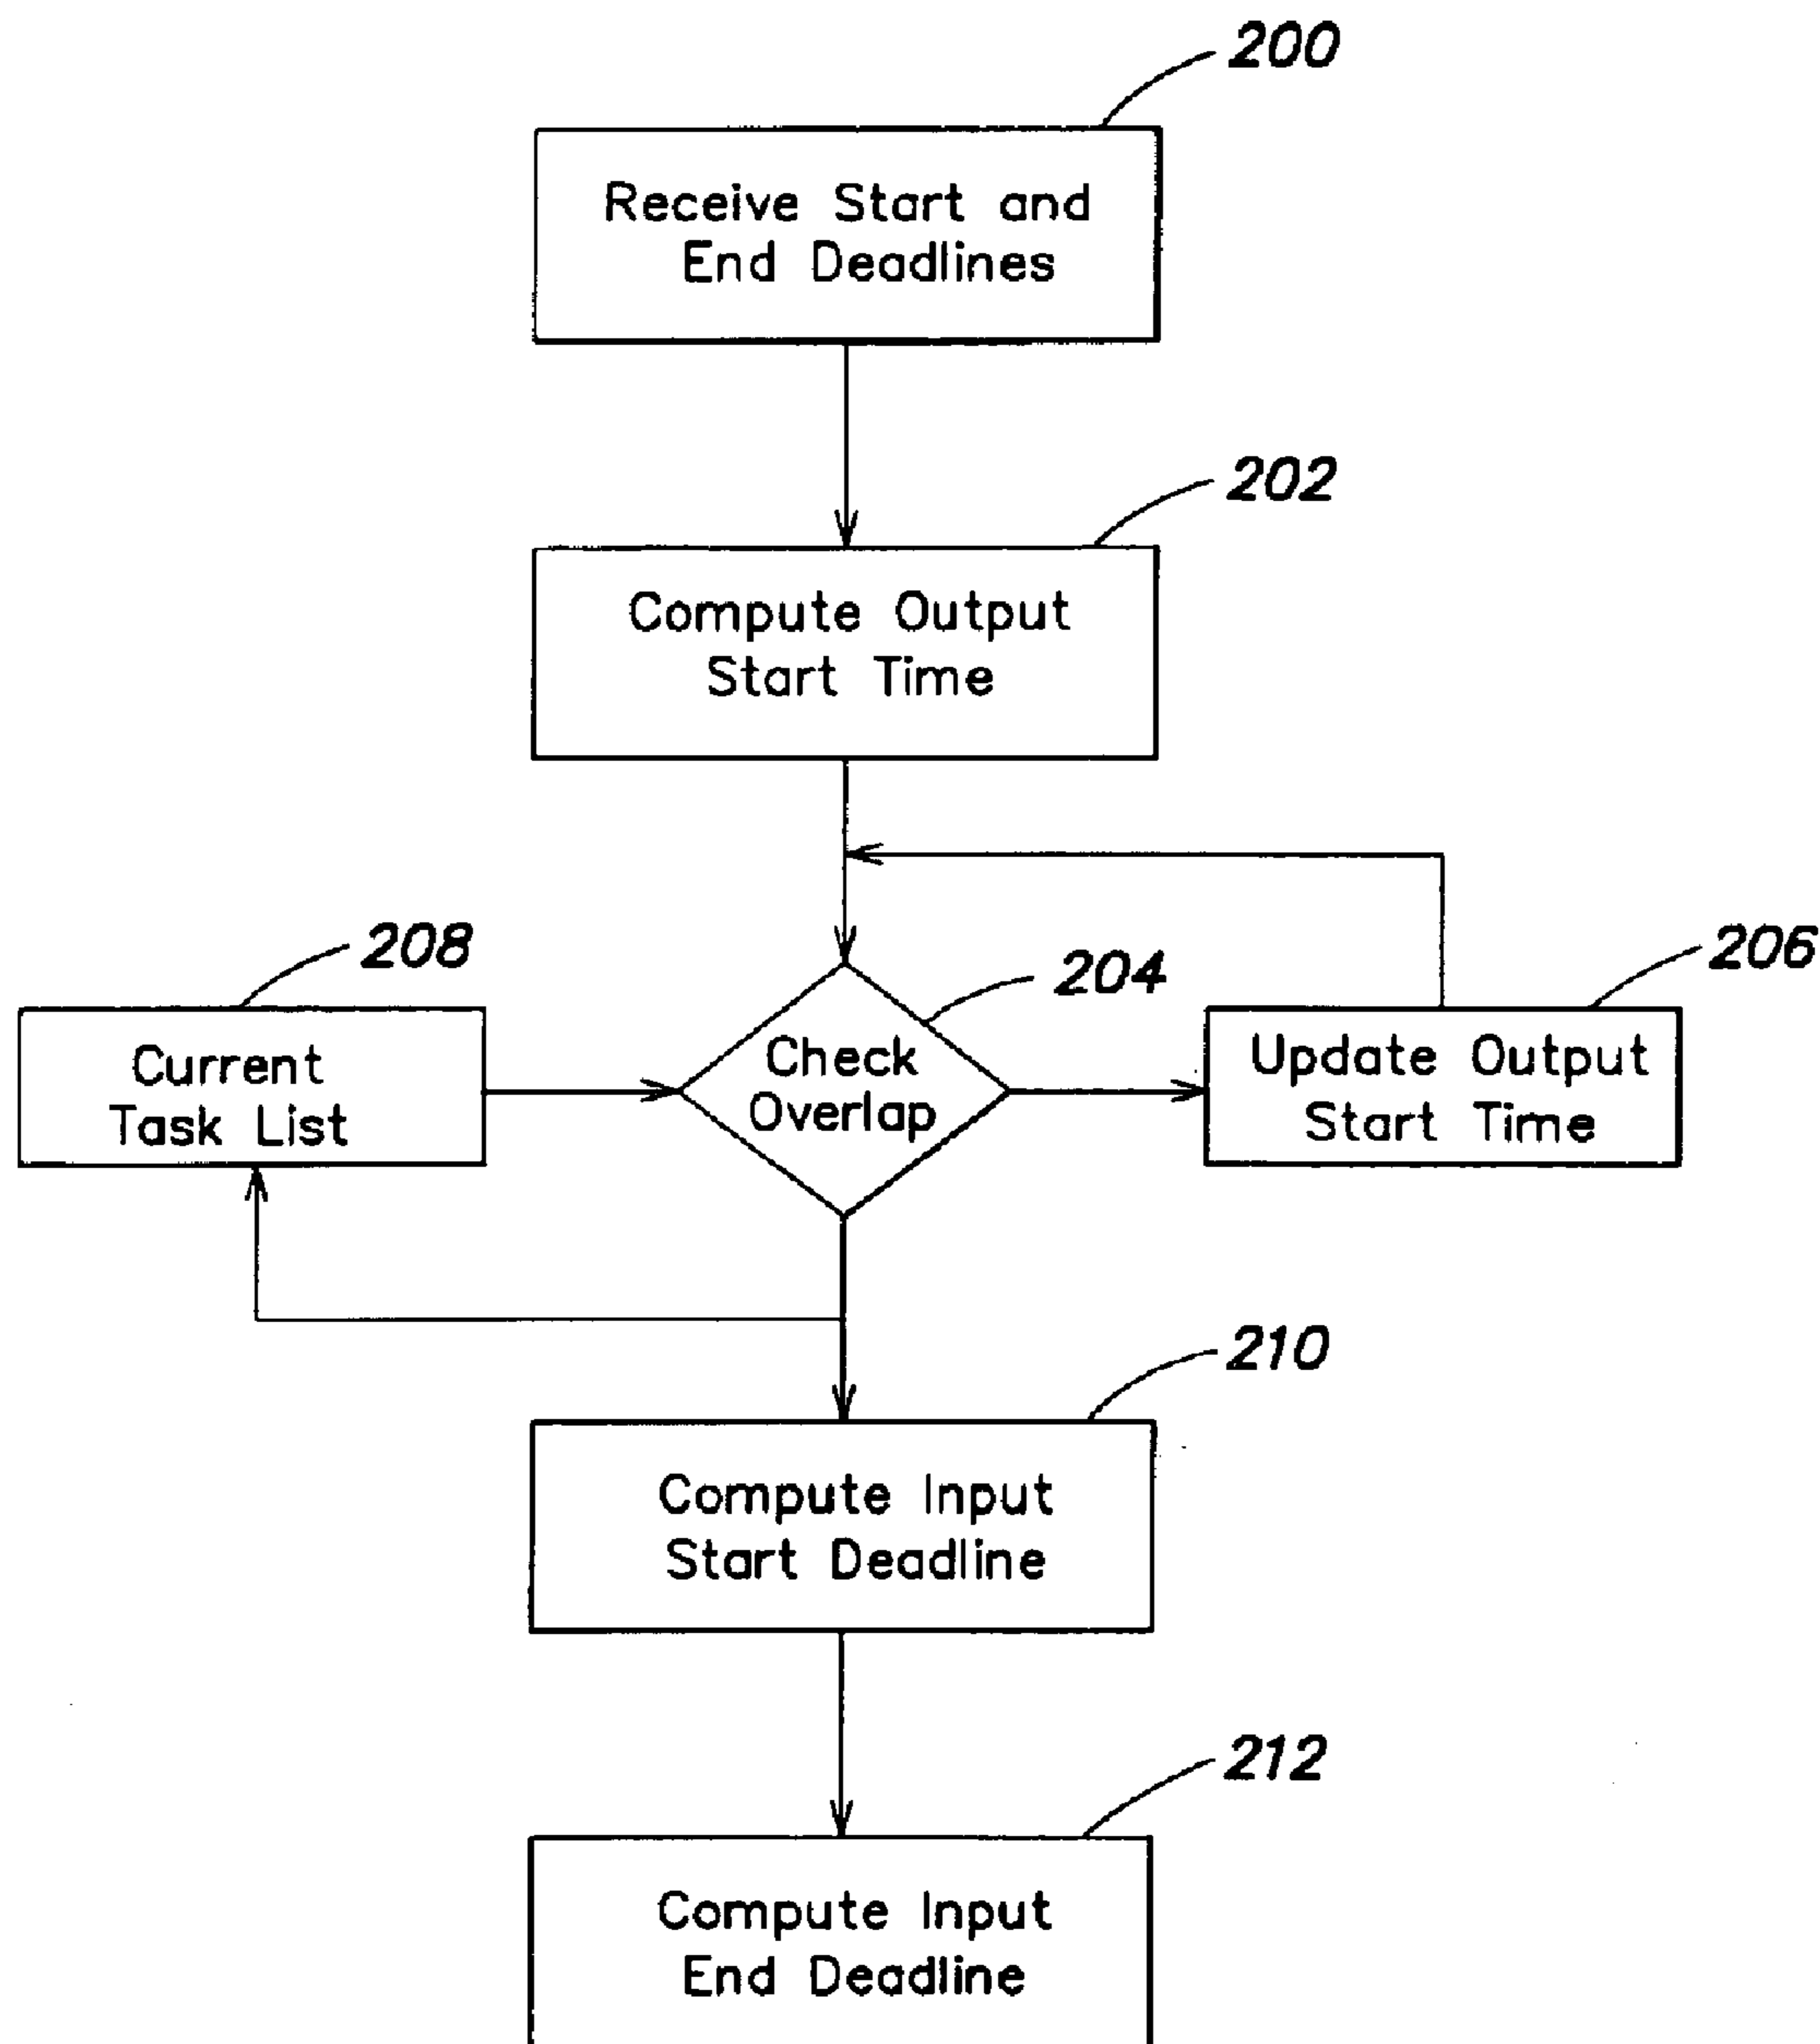 200
Receive Start and
End Deadlines
202
Compute Output
Start Time
208
Current
Task List
204
Check
Overlap
206
Update Output
Start Time
210
Compute Input
Start Deadline
212
Compute Input
End Deadline